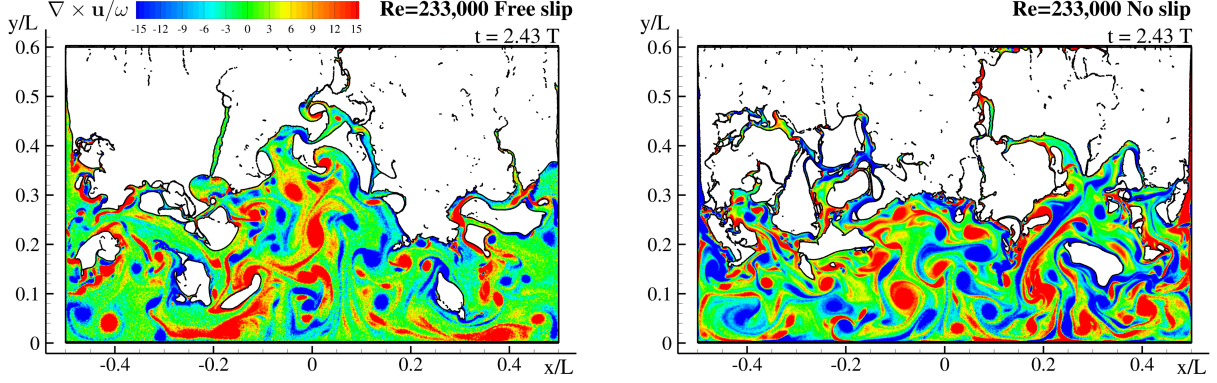 ∇ × u/ω
-15 -12 -9 -6 -3 0 3 6 9 12 15
Re=233,000 Free slip
y/L
t = 2.43 T
0.6
0.5
0.4
0.3
0.2
0.1
0
-0.4 -0.2 0 0.2 0.4 x/L
Re=233,000 No slip
y/L
t = 2.43 T
0.6
0.5
0.4
0.3
0.2
0.1
0
-0.4 -0.2 0 0.2 0.4 x/L